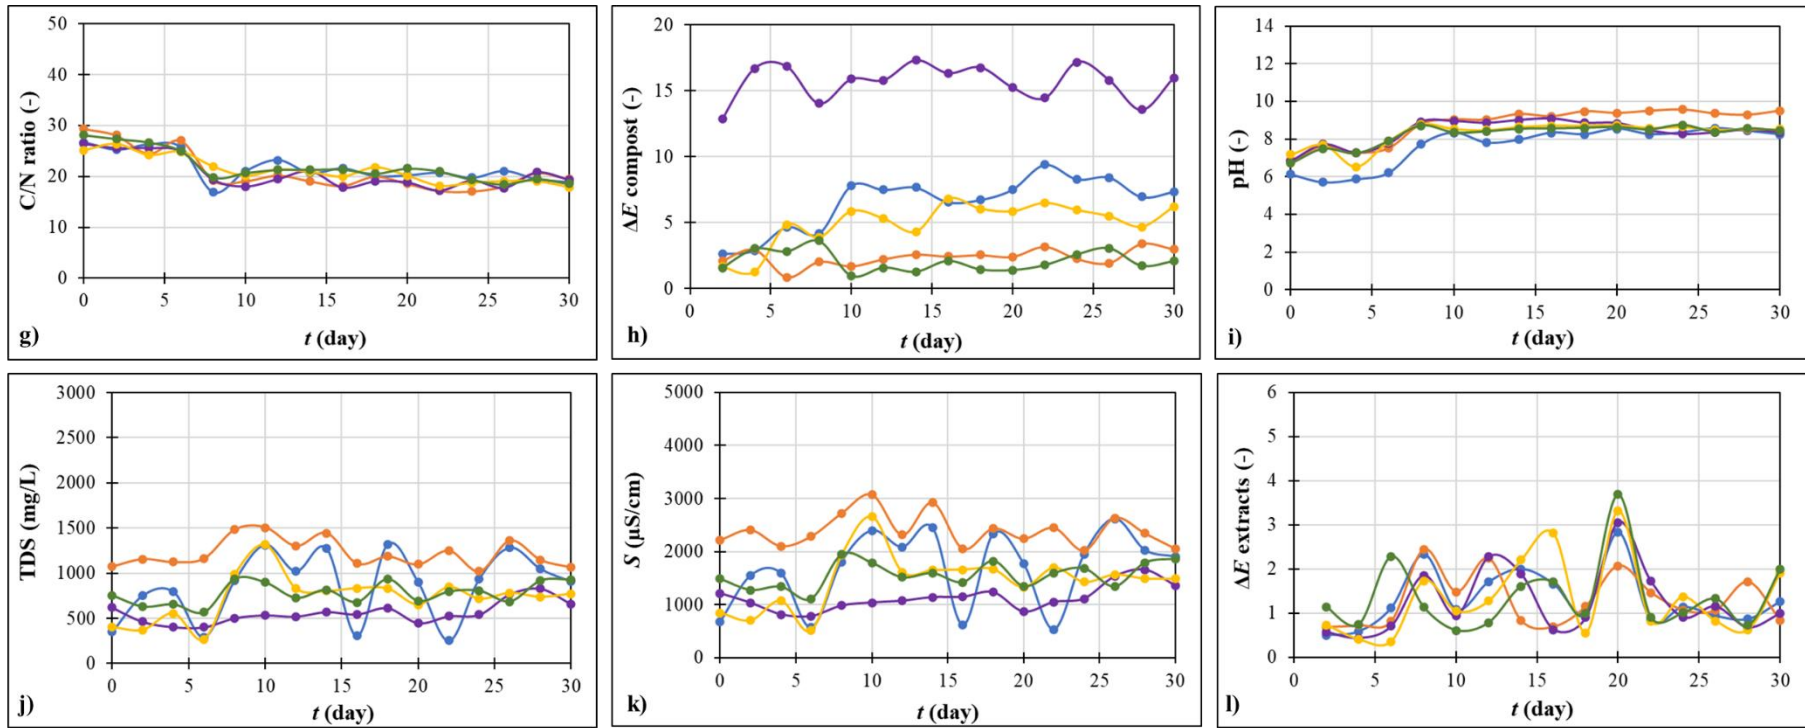 50
40
30
20
10
0
C/N ratio (-)
0 5 10 15 20 25 30
t (day)
g)
20
15
10
5
0
ΔE compost (-)
0 5 10 15 20 25 30
t (day)
h)
14
12
10
8
6
4
2
0
pH (-)
0 5 10 15 20 25 30
t (day)
i)
3000
2500
2000
1500
1000
500
0
TDS (mg/L)
0 5 10 15 20 25 30
t (day)
j)
5000
4000
3000
2000
1000
0
S (µS/cm)
0 5 10 15 20 25 30
t (day)
k)
6
5
4
3
2
1
0
ΔE extracts (-)
0 5 10 15 20 25 30
t (day)
l)